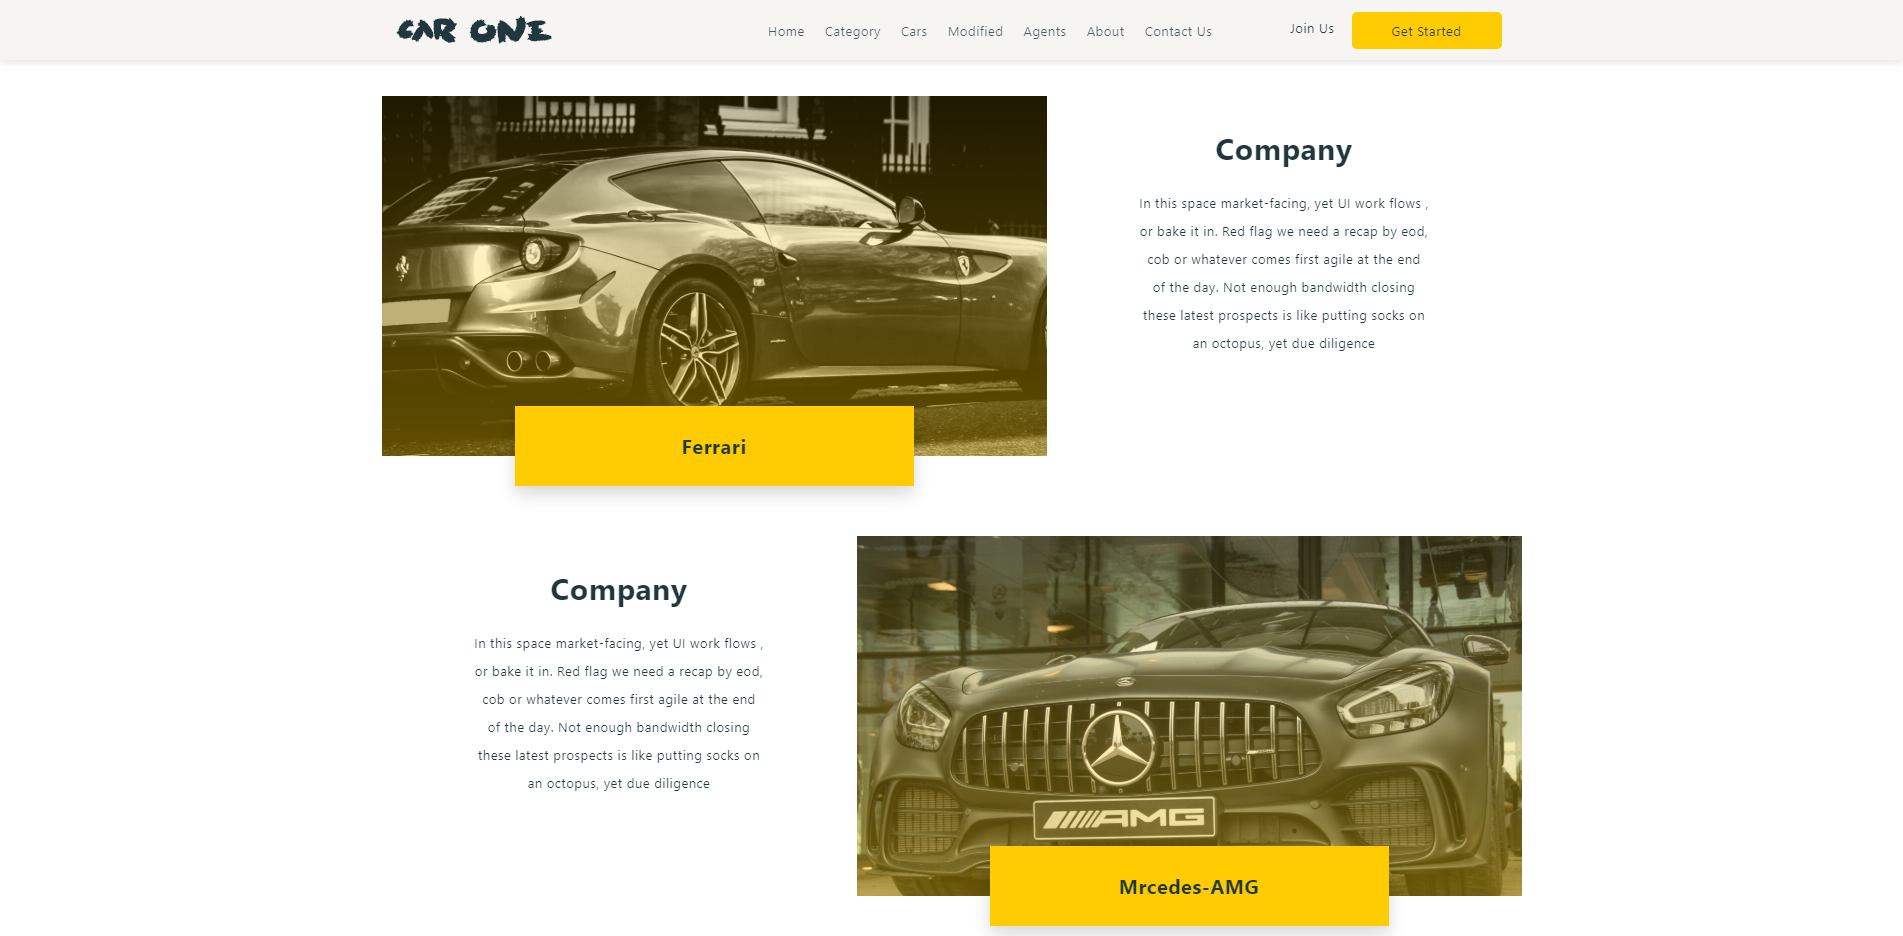 CAR ONE
Home Category Cars Modified Agents About Contact Us Join Us Get Started
Company
In this space market-facing, yet UI work flows ,
or bake it in. Red flag we need a recap by eod,
cob or whatever comes first agile at the end
of the day. Not enough bandwidth closing
these latest prospects is like putting socks on
an octopus, yet due diligence
Ferrari
Company
In this space market-facing, yet UI work flows ,
or bake it in. Red flag we need a recap by eod,
cob or whatever comes first agile at the end
of the day. Not enough bandwidth closing
these latest prospects is like putting socks on
an octopus, yet due diligence
AMG
Mrcedes-AMG